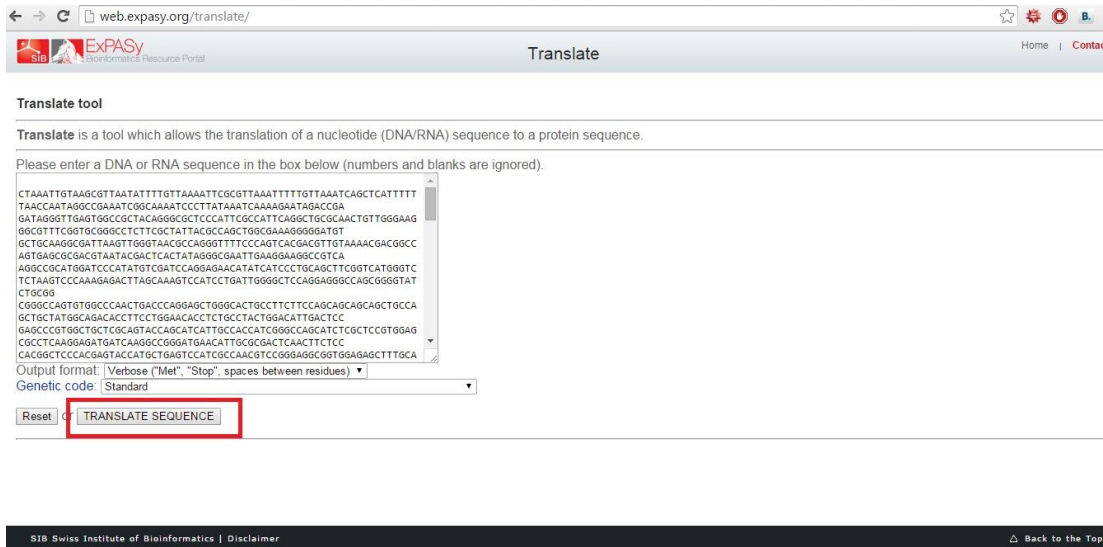 web.expasy.org/translate/
B.
SIB
ExPASy
Bioinformatics Resource Portal
Translate
Home | Contac
Translate tool
Translate is a tool which allows the translation of a nucleotide (DNA/RNA) sequence to a protein sequence.
Please enter a DNA or RNA sequence in the box below (numbers and blanks are ignored).
CTAAATTGTAAGCGTTAATATTTTGTTAAAATTCGCGTTAAATTTTTGTTAAATCAGCTCATTTTT
TAACCAATAGGCCGAAATCGGCAAAATCCCTTATAAATCAAAAGAATAGACCGA
GATAGGGTTGAGTGGCCGCTACAGGGCGCTCCCATTCGCCATTCAGGCTGCGCAACTGTTGGGAAG
GGCGTTTCGGTGCGGGCCTCTTCGCTATTACGCCAGCTGGCGAAAGGGGGATGT
GCTGCAAGGCGATTAAGTTGGGTAACGCCAGGGTTTTCCCAGTCACGACGTTGTAAAACGACGGCC
AGTGAGCGCGACGTAATACGACTCACTATAGGGCGAATTGAAGGAAGGCCGTCA
AGGCCGCATGGATCCCATATGTCGATCCAGGAGAACATATCATCCCTGCAGCTTCGGTCATGGGTC
TCTAAGTCCCAAAGAGACTTAGCAAAGTCCATCCTGATTGGGGCTCCAGGAGGGCCAGCGGGGTAT
CTGCGG
CGGGCCAGTGTGGCCCAACTGACCCAGGAGCTGGGCACTGCCTTCTTCCAGCAGCAGCAGCTGCCA
GCTGCTATGGCAGACACCTTCCTGGAACACCTCTGCCTACTGGACATTGACTCC
GAGCCCGTGGCTGCTCGCAGTACCAGCATCATTGCCACCATCGGGCCAGCATCTCGCTCCGTGGAG
CGCCTCAAGGAGATGATCAAGGCCGGGATGAACATTGCGCGACTCAACTTCTCC
CACGGCTCCCACGAGTACCATGCTGAGTCCATCGCCAACGTCCGGGAGGCGGTGGAGAGCTTTGCA
Output format: Verbose ("Met", "Stop", spaces between residues)
Genetic code: Standard
Reset or TRANSLATE SEQUENCE
SIB Swiss Institute of Bioinformatics | Disclaimer
Back to the Top